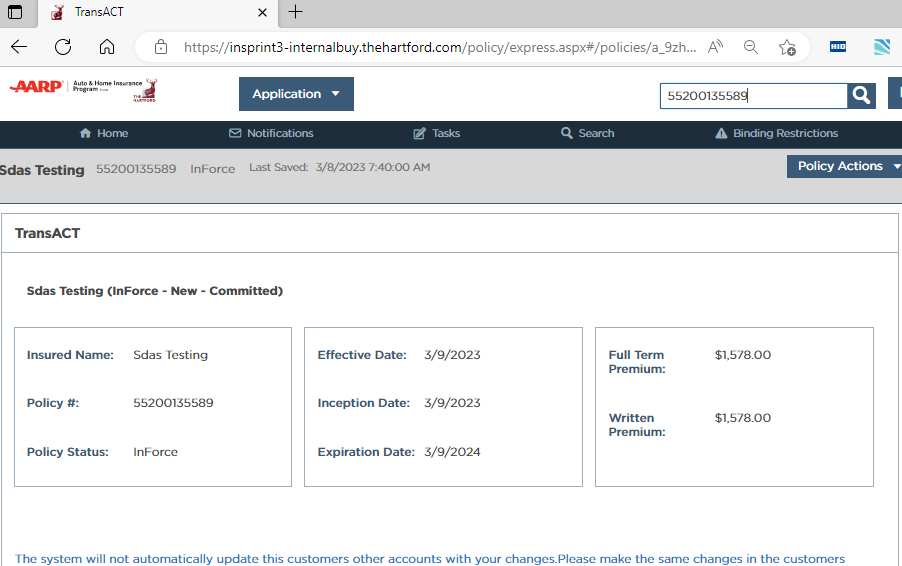 TransACT
https://insprint3-internalbuy.thehartford.com/policy/express.aspx#/policies/a_9zh...
HID
AARP Auto & Home Insurance
Program from
THE
HARTFORD
Application
55200135589
Home Notifications Tasks Search Binding Restrictions
Sdas Testing 55200135589 InForce Last Saved: 3/8/2023 7:40:00 AM Policy Actions
TransACT
Sdas Testing (InForce - New - Committed)
Insured Name: Sdas Testing
Policy #: 55200135589
Policy Status: InForce
Effective Date: 3/9/2023
Inception Date: 3/9/2023
Expiration Date: 3/9/2024
Full Term
Premium: $1,578.00
Written
Premium: $1,578.00
The system will not automatically update this customers other accounts with your changes.Please make the same changes in the customers